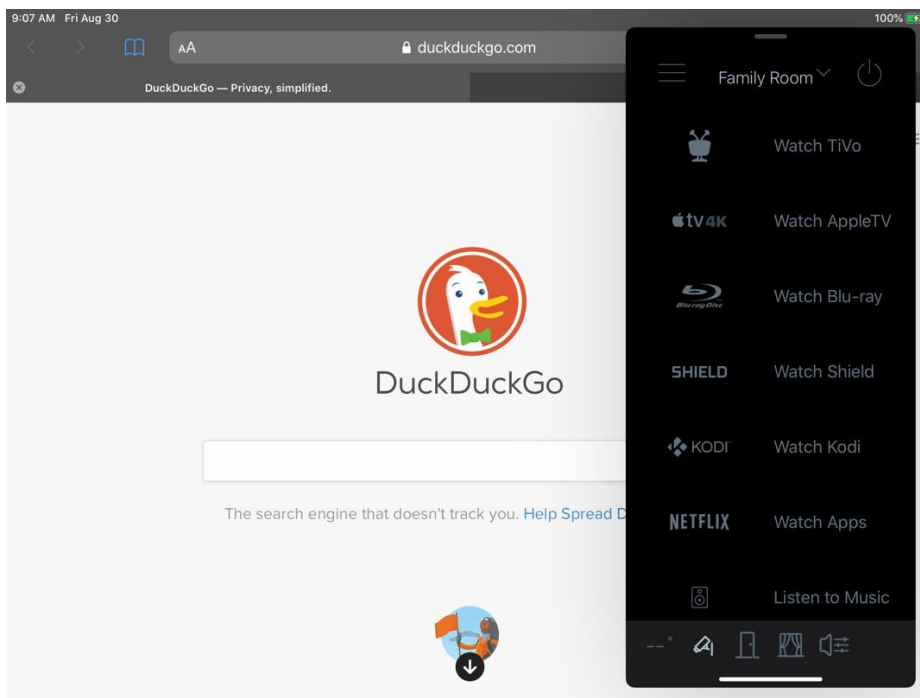 9:07 AM Fri Aug 30
100%
AA
duckduckgo.com
DuckDuckGo — Privacy, simplified.
DuckDuckGo
The search engine that doesn't track you. Help Spread D
Family Room
Watch TiVo
tv 4K
Watch AppleTV
Blu-ray Disc
Watch Blu-ray
SHIELD
Watch Shield
KODI
Watch Kodi
NETFLIX
Watch Apps
Listen to Music
--°